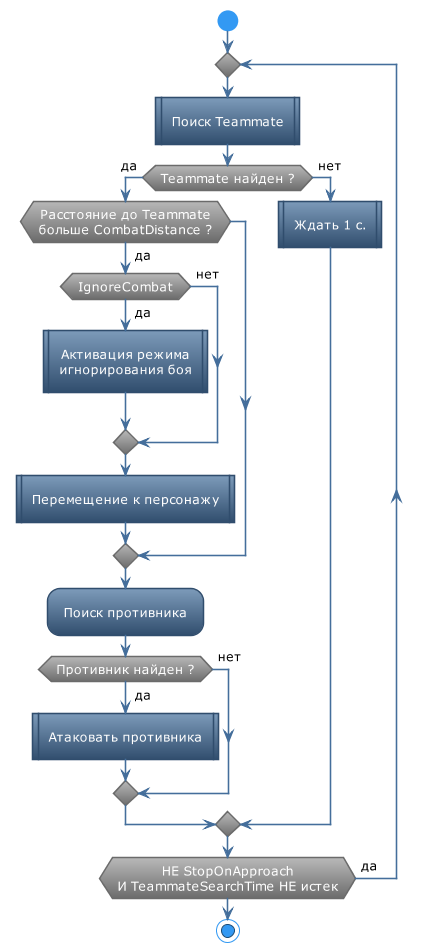 Поиск Teammate
да
Teammate найден ?
нет
Расстояние до Teammate
больше CombatDistance ?
Ждать 1 с.
да
IgnoreCombat
нет
да
Активация режима
игнорирования боя
Перемещение к персонажу
Поиск противника
Противник найден ?
нет
да
Атаковать противника
НЕ StopOnApproach
И TeammateSearchTime НЕ истек
да